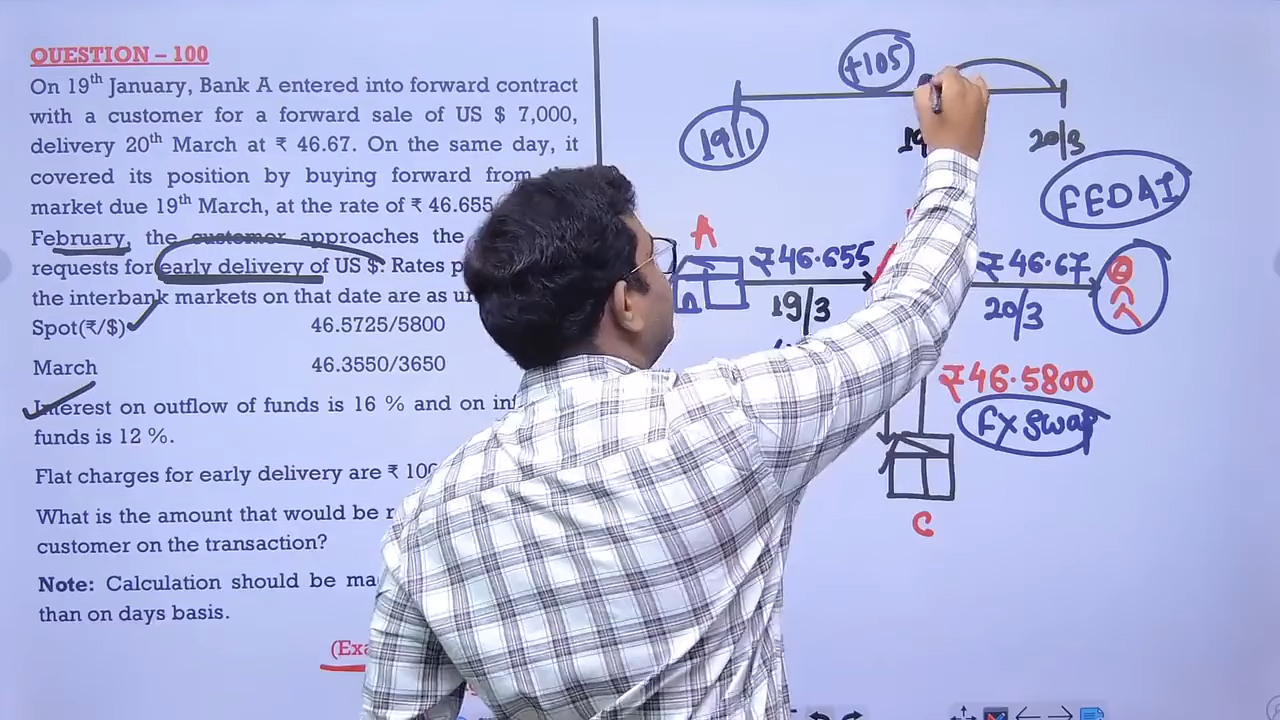 QUESTION – 100
On 19th January, Bank A entered into forward contract
with a customer for a forward sale of US $ 7,000,
delivery 20th March at ₹ 46.67. On the same day, it
covered its position by buying forward from
market due 19th March, at the rate of ₹ 46.655
February, the customer approaches the
requests for early delivery of US $. Rates
the interbank markets on that date are as
Spot(₹/$) 46.5725/5800
March 46.3550/3650
Interest on outflow of funds is 16 % and on
funds is 12 %.
Flat charges for early delivery are ₹ 100
What is the amount that would be
customer on the transaction?
Note: Calculation should be
than on days basis.
+105
19/1
20/3
FEDAI
A
₹46.655
19/3
₹46.67
20/3
₹46.5800
FX Swap
C